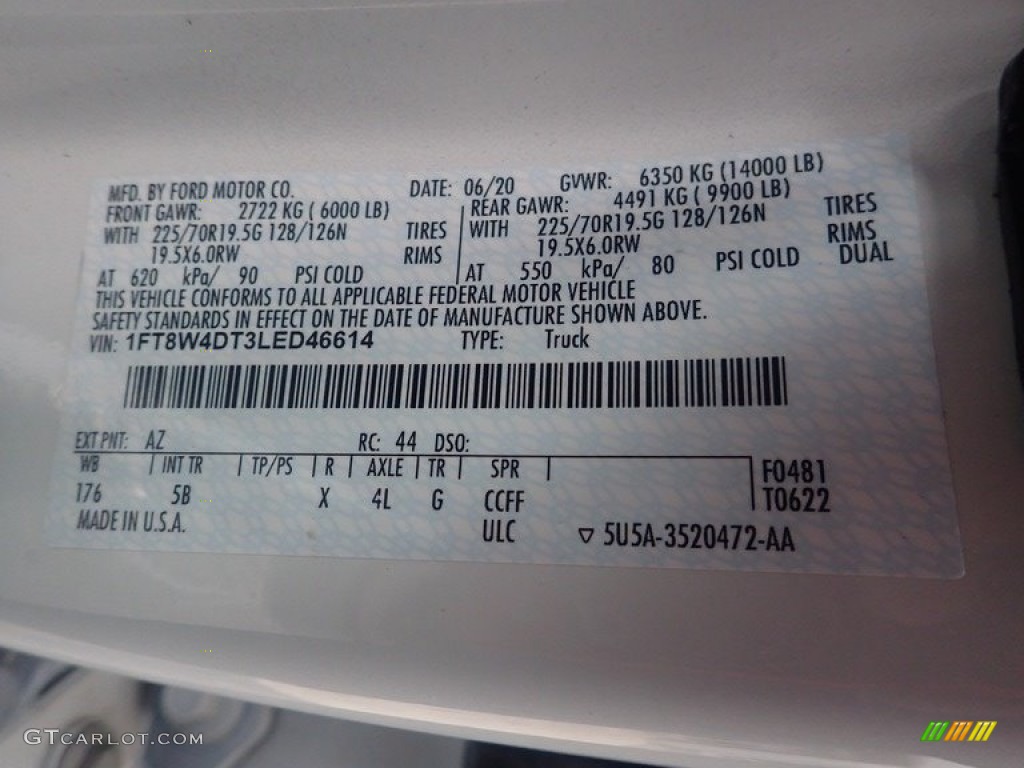 MFD. BY FORD MOTOR CO. DATE: 06/20 GVWR: 6350 KG (14000 LB)
FRONT GAWR: 2722 KG ( 6000 LB) REAR GAWR: 4491 KG ( 9900 LB)
WITH 225/70R19.5G 128/126N TIRES WITH 225/70R19.5G 128/126N TIRES
19.5X6.0RW RIMS 19.5X6.0RW RIMS
AT 620 kPa/ 90 PSI COLD AT 550 kPa/ 80 PSI COLD DUAL
THIS VEHICLE CONFORMS TO ALL APPLICABLE FEDERAL MOTOR VEHICLE
SAFETY STANDARDS IN EFFECT ON THE DATE OF MANUFACTURE SHOWN ABOVE.
VIN: 1FT8W4DT3LED46614 TYPE: Truck
EXT PNT: AZ RC: 44 DSO:
WB INT TR TP/PS R AXLE TR SPR F0481
176 5B X 4L G CCFF T0622
MADE IN U.S.A. ULC 5U5A-3520472-AA
GTCARLOT.COM